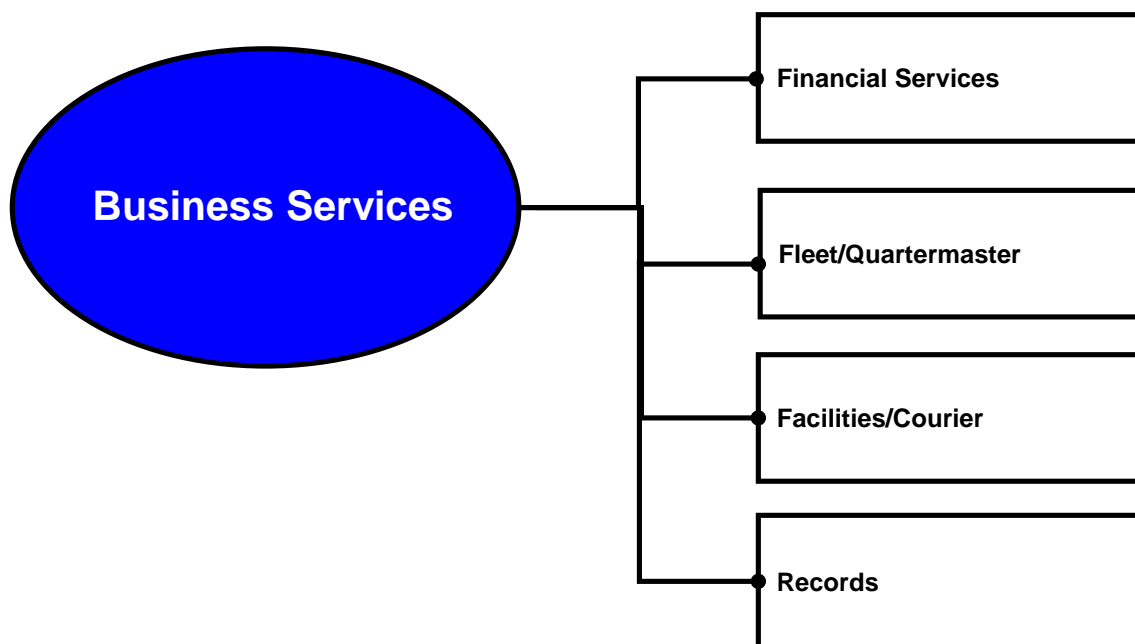 Business Services
Financial Services
Fleet/Quartermaster
Facilities/Courier
Records